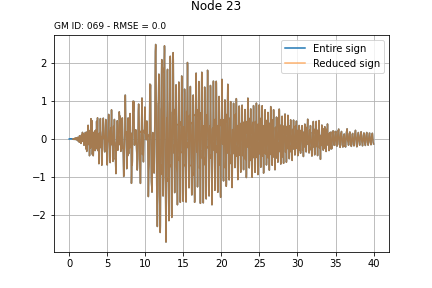 Node 23
GM ID: 069 - RMSE = 0.0
Entire sign
Reduced sign
2
1
0
−1
−2
0 5 10 15 20 25 30 35 40